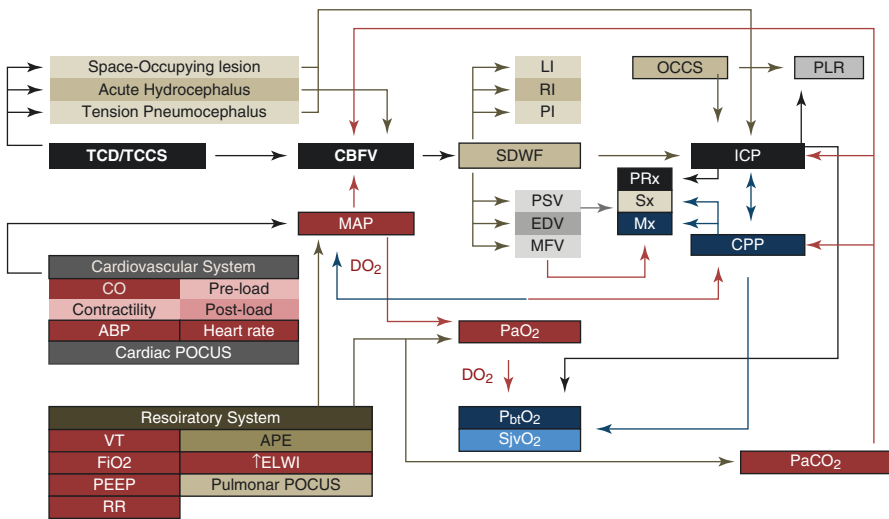 Space-Occupying lesion
Acute Hydrocephalus
Tension Pneumocephalus
LI
RI
PI
OCCS
PLR
TCD/TCCS
CBFV
SDWF
ICP
PRx
Sx
Mx
PSV
EDV
MFV
MAP
CPP
DO2
Cardiovascular System
CO
Pre-load
Contractility
Post-load
ABP
Heart rate
Cardiac POCUS
PaO2
DO2
PbtO2
SjvO2
Resoiratory System
VT
APE
FiO2
↑ELWI
PEEP
Pulmonar POCUS
RR
PaCO2